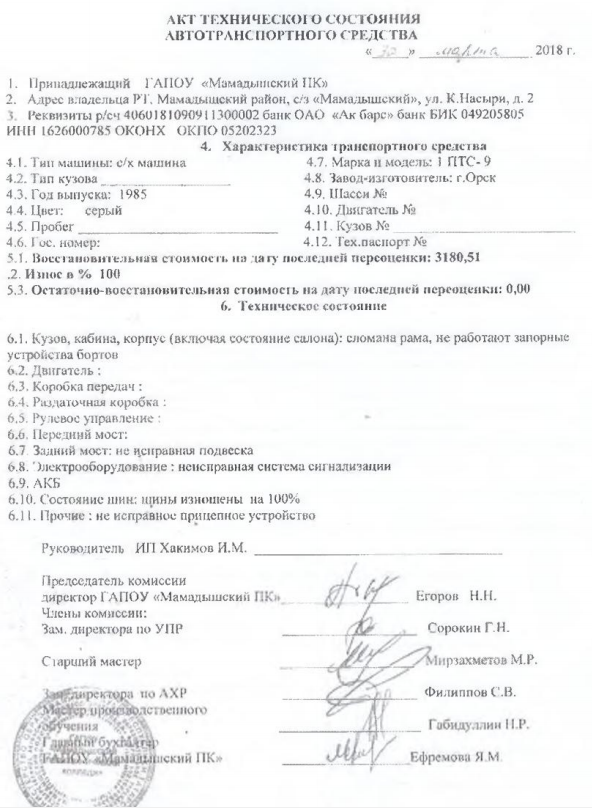 АКТ ТЕХНИЧЕСКОГО СОСТОЯНИЯ
АВТОТРАНСПОРТНОГО СРЕДСТВА
« » марта 2018 г.
1. Принадлежащий ГАПОУ «Мамадышский ПК»
2. Адрес владельца РТ, Мамадышский район, с/з «Мамадышский», ул. К.Насыри, д. 2
3. Реквизиты р/сч 40601810909113000002 банк ОАО «Ак барс» банк БИК 049205805
ИНН 1626000785 ОКОНХ ОКПО 05202323
4. Характеристика транспортного средства
4.1. Тип машины: с/х машина 4.7. Марка и модель: 1 ПТС- 9
4.2. Тип кузова 4.8. Завод-изготовитель: г.Орск
4.3. Год выпуска: 1985 4.9. Шасси №
4.4. Цвет: серый 4.10. Двигатель №
4.5. Пробег 4.11. Кузов №
4.6. Гос. номер: 4.12. Тех.паспорт №
5.1. Восстановительная стоимость на дату последней переоценки: 3180,51
.2. Износ в % 100
5.3. Остаточно-восстановительная стоимость на дату последней переоценки: 0,00
6. Техническое состояние
6.1. Кузов, кабина, корпус (включая состояние салона): сломана рама, не работают запорные
устройства бортов
6.2. Двигатель :
6.3. Коробка передач :
6.4. Раздаточная коробка :
6.5. Рулевое управление :
6.6. Передний мост:
6.7. Задний мост: не исправная подвеска
6.8. Электрооборудование : неисправная система сигнализации
6.9. АКБ
6.10. Состояние шин: шины изношены на 100%
6.11. Прочие : не исправное прицепное устройство
Руководитель ИП Хакимов И.М.
Председатель комиссии
директор ГАПОУ «Мамадышский ПК» Егоров Н.Н.
Члены комиссии:
Зам. директора по УПР Сорокин Г.Н.
Старший мастер Мирзахметов М.Р.
Зам. директора по АХР Филиппов С.В.
Мастер производственного
обучения Габидуллин Н.Р.
Главный бухгалтер
ГАПОУ «Мамадышский ПК» Ефремова Я.М.